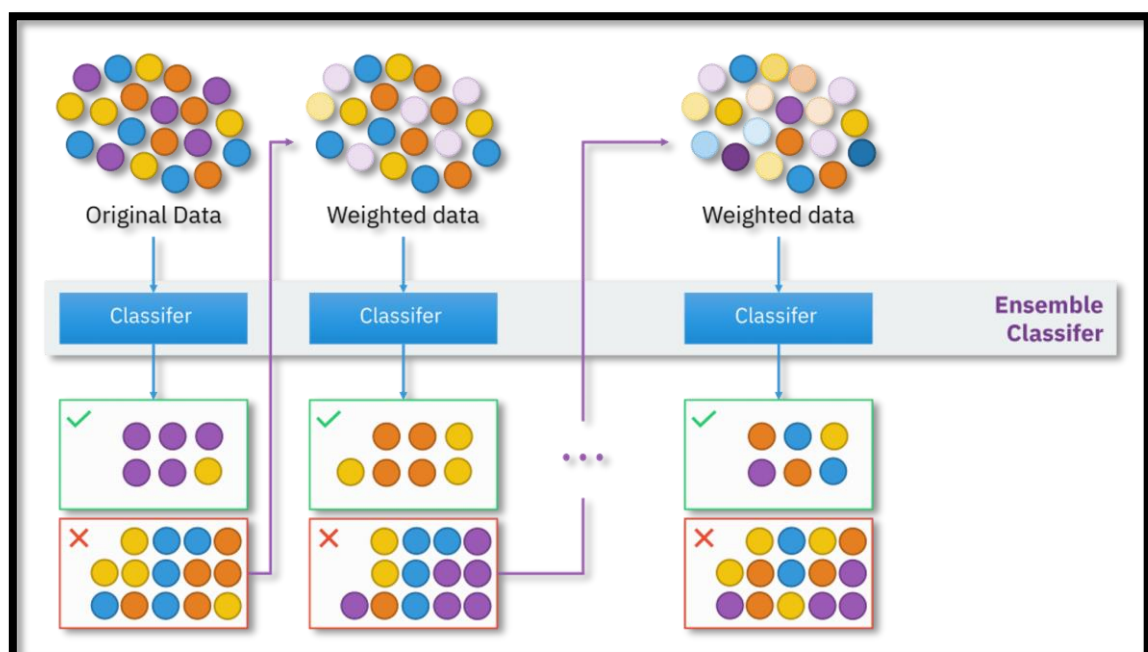 Original Data
Weighted data
Weighted data
Classifer
Classifer
Classifer
Ensemble
Classifer